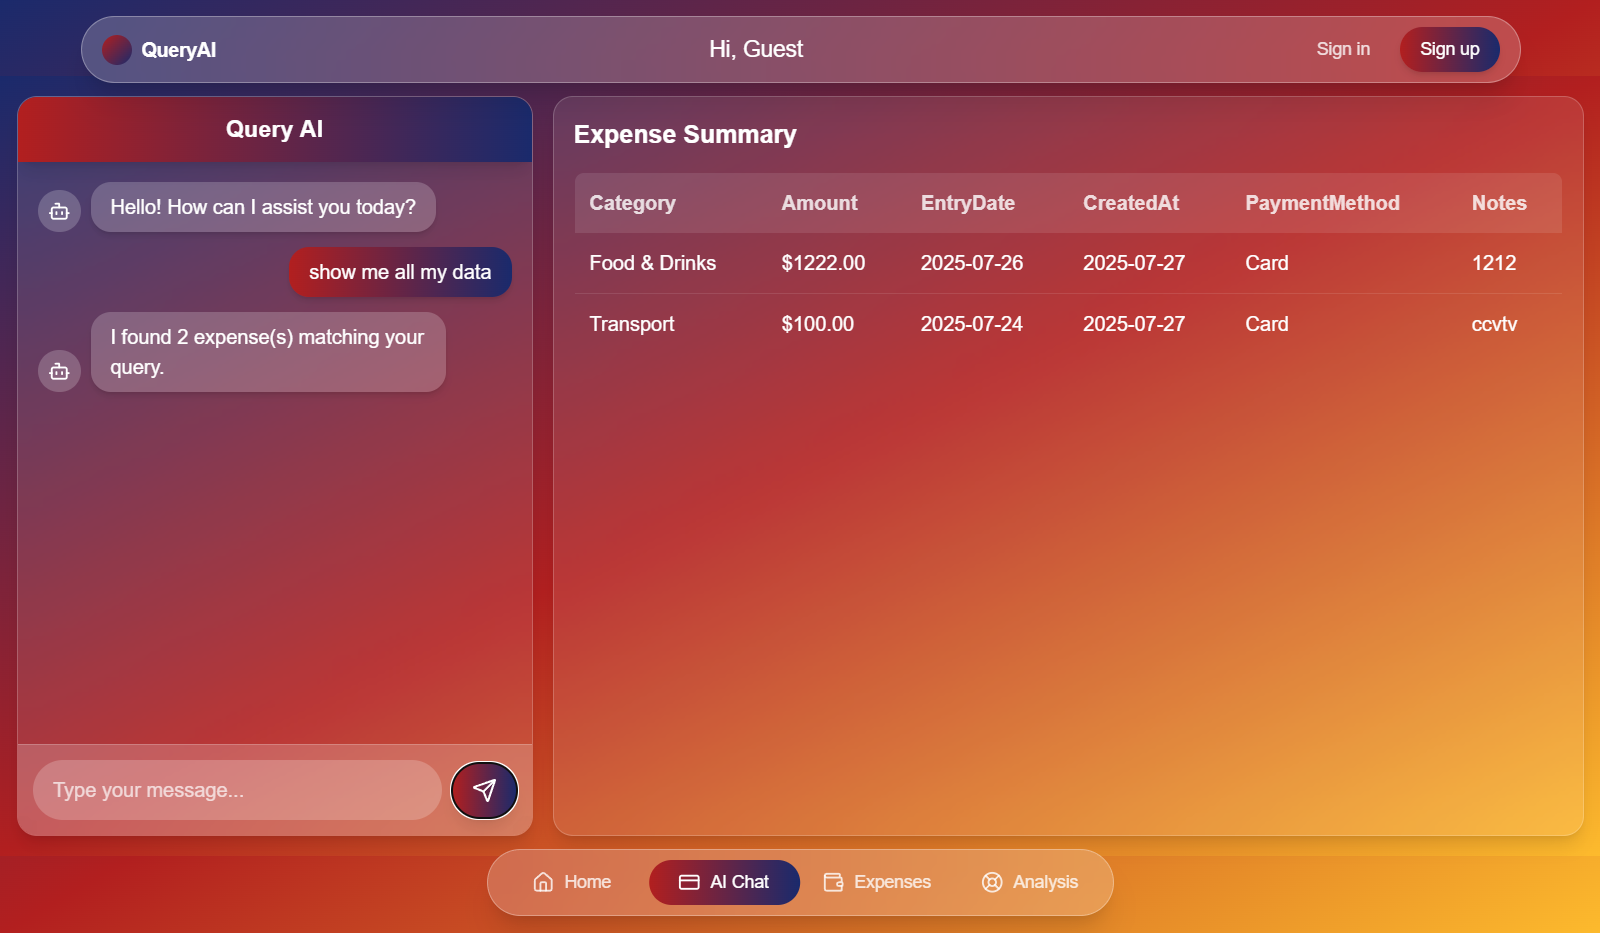 QueryAI
Hi, Guest
Sign in
Sign up
Query AI
Hello! How can I assist you today?
show me all my data
I found 2 expense(s) matching your
query.
Type your message...
Expense Summary
Category Amount EntryDate CreatedAt PaymentMethod Notes
Food & Drinks $1222.00 2025-07-26 2025-07-27 Card 1212
Transport $100.00 2025-07-24 2025-07-27 Card ccvtv
Home
AI Chat
Expenses
Analysis